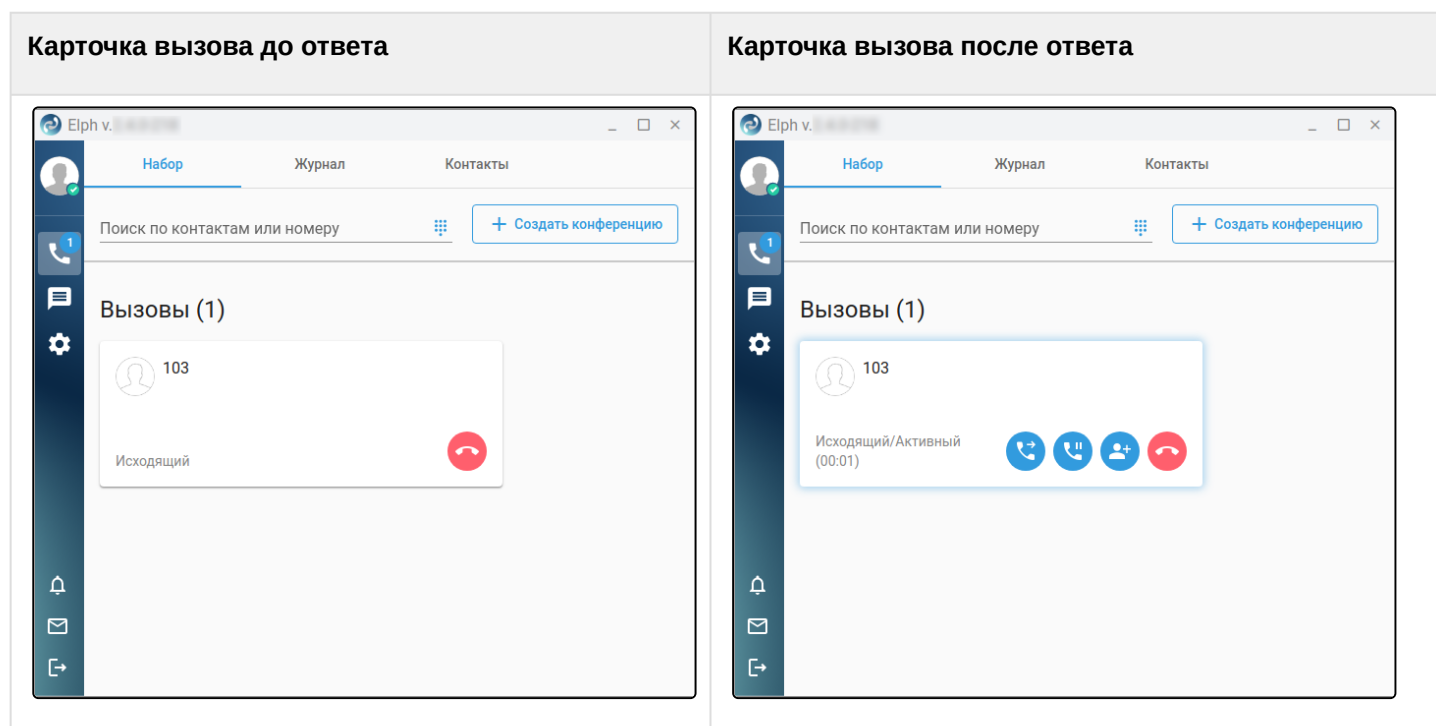 Карточка вызова до ответа
Карточка вызова после ответа
Elph v.
Набор Журнал Контакты
Поиск по контактам или номеру
+ Создать конференцию
1
Вызовы (1)
103
Исходящий
Elph v.
Набор Журнал Контакты
Поиск по контактам или номеру
+ Создать конференцию
1
Вызовы (1)
103
Исходящий/Активный
(00:01)